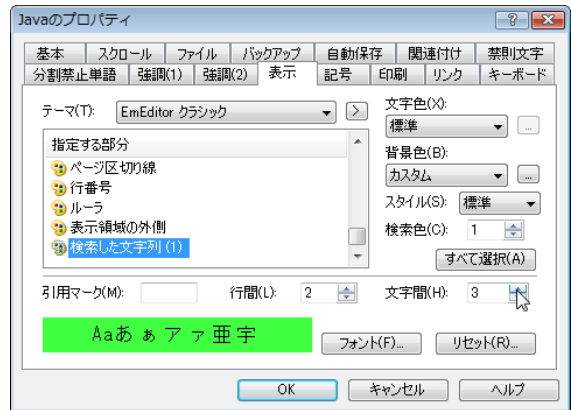 Javaのプロパティ
基本 スクロール ファイル バックアップ 自動保存 関連付け 禁則文字
分割禁止単語 強調(1) 強調(2) 表示 記号 印刷 リンク キーボード
テーマ(T): EmEditor クラシック >
文字色(X):
標準 ...
指定する部分
背景色(B):
ページ区切り線
カスタム ...
行番号
ルーラ
スタイル(S): 標準
表示領域の外側
検索した文字列 (1)
検索色(C): 1
すべて選択(A)
引用マーク(M): 行間(L): 2 文字間(H): 3
Aaあぁアァ亜宇
フォント(F)... リセット(R)...
OK キャンセル ヘルプ